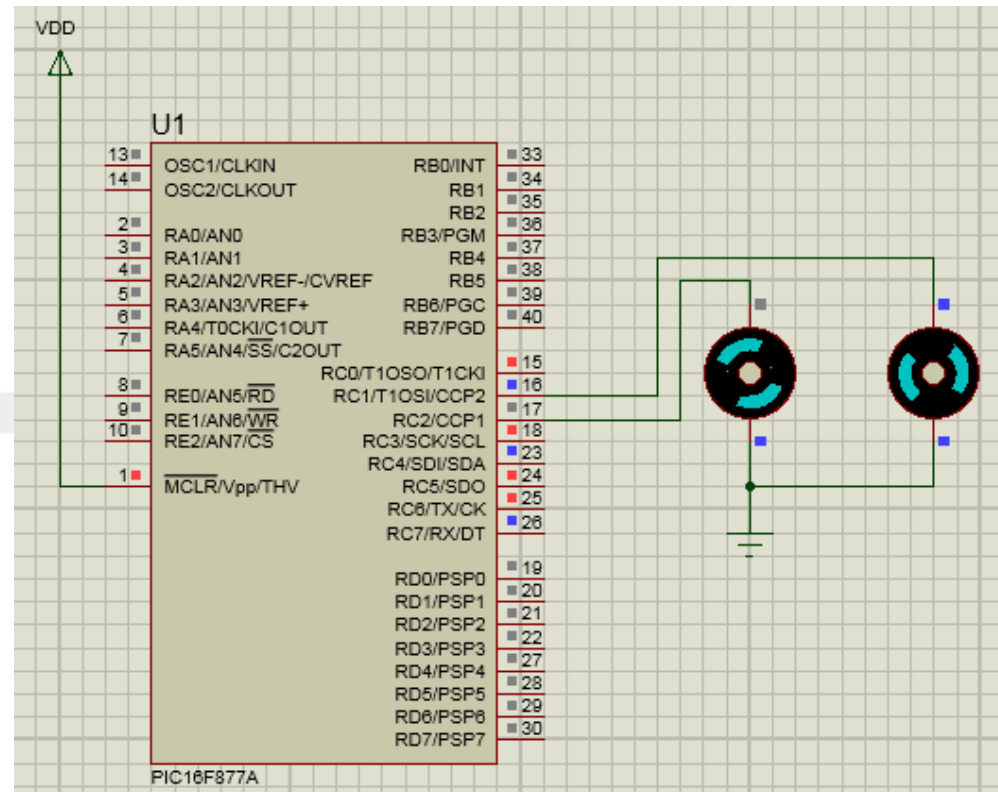 VDD
U1
13 OSC1/CLKIN
14 OSC2/CLKOUT
2 RA0/AN0
3 RA1/AN1
4 RA2/AN2/VREF-/CVREF
5 RA3/AN3/VREF+
6 RA4/T0CKI/C1OUT
7 RA5/AN4/SS/C2OUT
8 RE0/AN5/RD
9 RE1/AN6/WR
10 RE2/AN7/CS
1 MCLR/Vpp/THV
RB0/INT 33
RB1 34
RB2 35
RB3/PGM 36
RB4 37
RB5 38
RB6/PGC 39
RB7/PGD 40
RC0/T1OSO/T1CKI 15
RC1/T1OSI/CCP2 16
RC2/CCP1 17
RC3/SCK/SCL 18
RC4/SDI/SDA 23
RC5/SDO 24
RC6/TX/CK 25
RC7/RX/DT 26
RD0/PSP0 19
RD1/PSP1 20
RD2/PSP2 21
RD3/PSP3 22
RD4/PSP4 27
RD5/PSP5 28
RD6/PSP6 29
RD7/PSP7 30
PIC16F877A